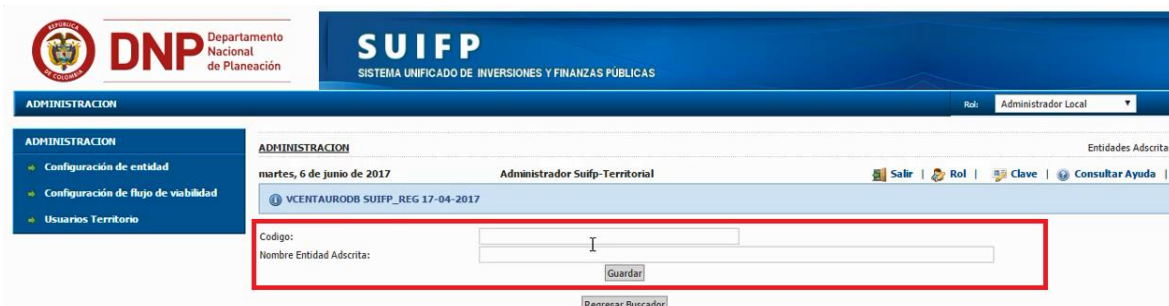 REPÚBLICA
DE COLOMBIA
DNP Departamento
Nacional
de Planeación
SUIFP
SISTEMA UNIFICADO DE INVERSIONES Y FINANZAS PÚBLICAS
ADMINISTRACION Rol: Administrador Local
ADMINISTRACION
Configuración de entidad
Configuración de flujo de viabilidad
Usuarios Territorio
ADMINISTRACION Entidades Adscrita
martes, 6 de junio de 2017 Administrador Suifp-Territorial Salir | Rol | Clave | Consultar Ayuda |
VCENTAURODB SUIFP_REG 17-04-2017
Codigo:
Nombre Entidad Adscrita:
Guardar
Regresar Buscador